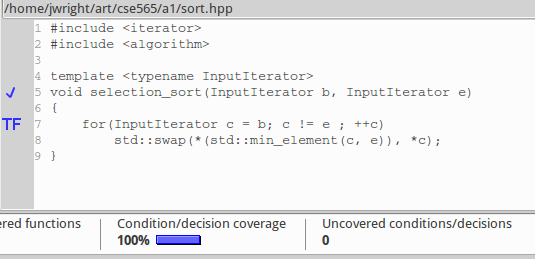 /home/jwright/art/cse565/a1/sort.hpp
1 #include <iterator>
2 #include <algorithm>
3
4 template <typename InputIterator>
✓ 5 void selection_sort(InputIterator b, InputIterator e)
6 {
TF 7     for(InputIterator c = b; c != e ; ++c)
8         std::swap(*(std::min_element(c, e)), *c);
9 }
ered functions Condition/decision coverage Uncovered conditions/decisions
100% 0